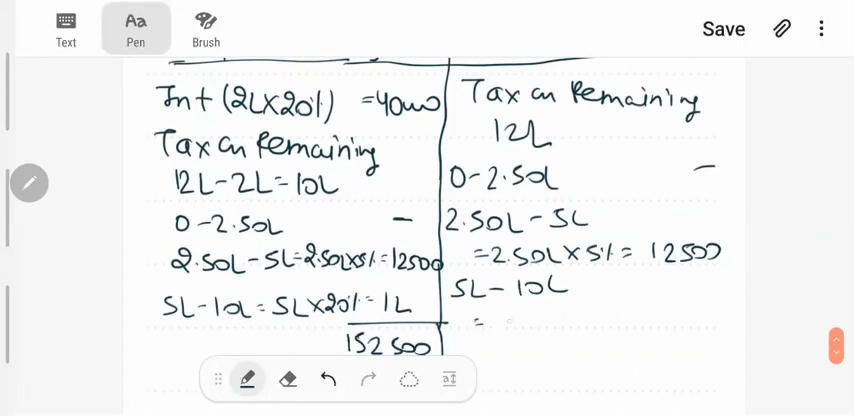 Save
Text
Pen
Brush
Int (2L×20%) =40000
Tax on Remaining
12L-2L=10L
0-2.50L -
2.50L-5L=2.50L×5%=12500
5L-10L=5L×20%=1L
152500
Tax on Remaining
12L
0-2.50L -
2.50L-5L
=2.50L×5%=12500
5L-10L
=